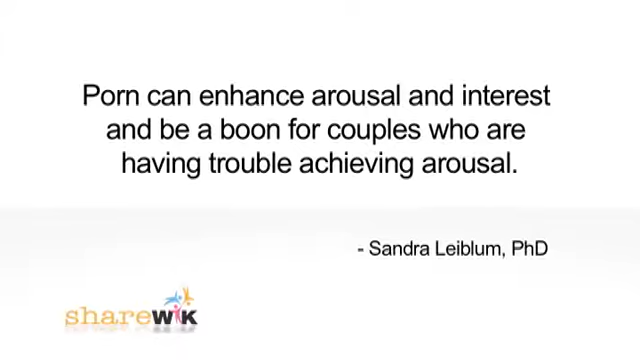 Porn can enhance arousal and interest
and be a boon for couples who are
having trouble achieving arousal.
- Sandra Leiblum, PhD
sharewik